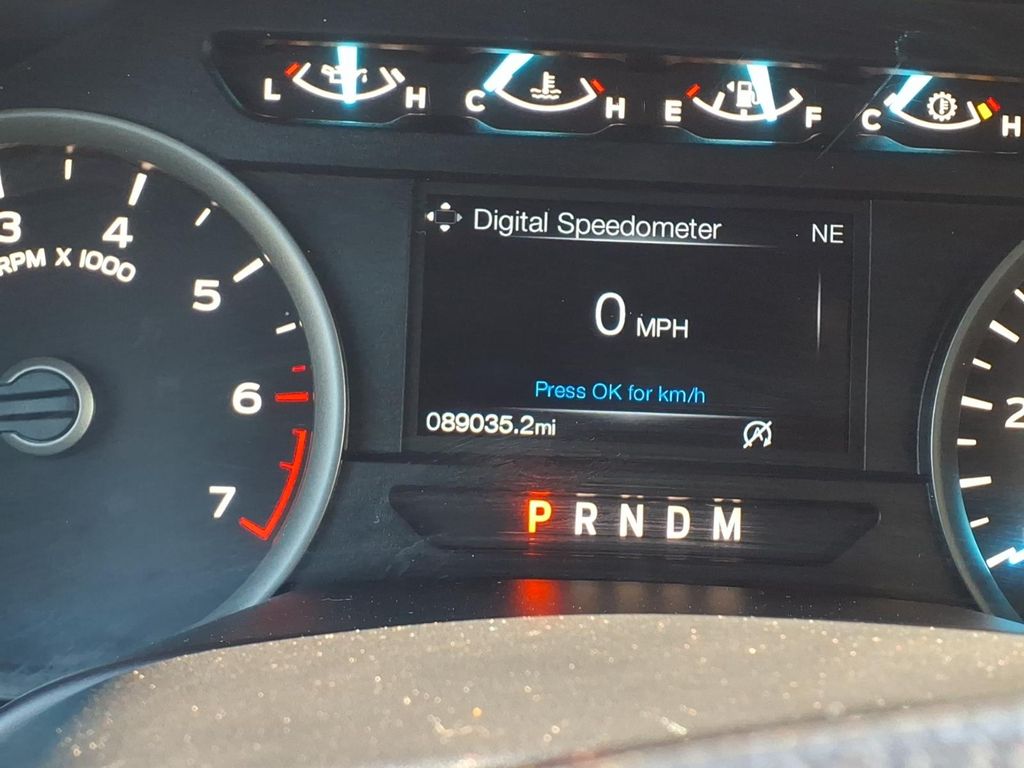 L H C H E F C H
Digital Speedometer NE
0 MPH
Press OK for km/h
089035.2mi
P R N D M
3 4 5 6 7
RPM X 1000
2